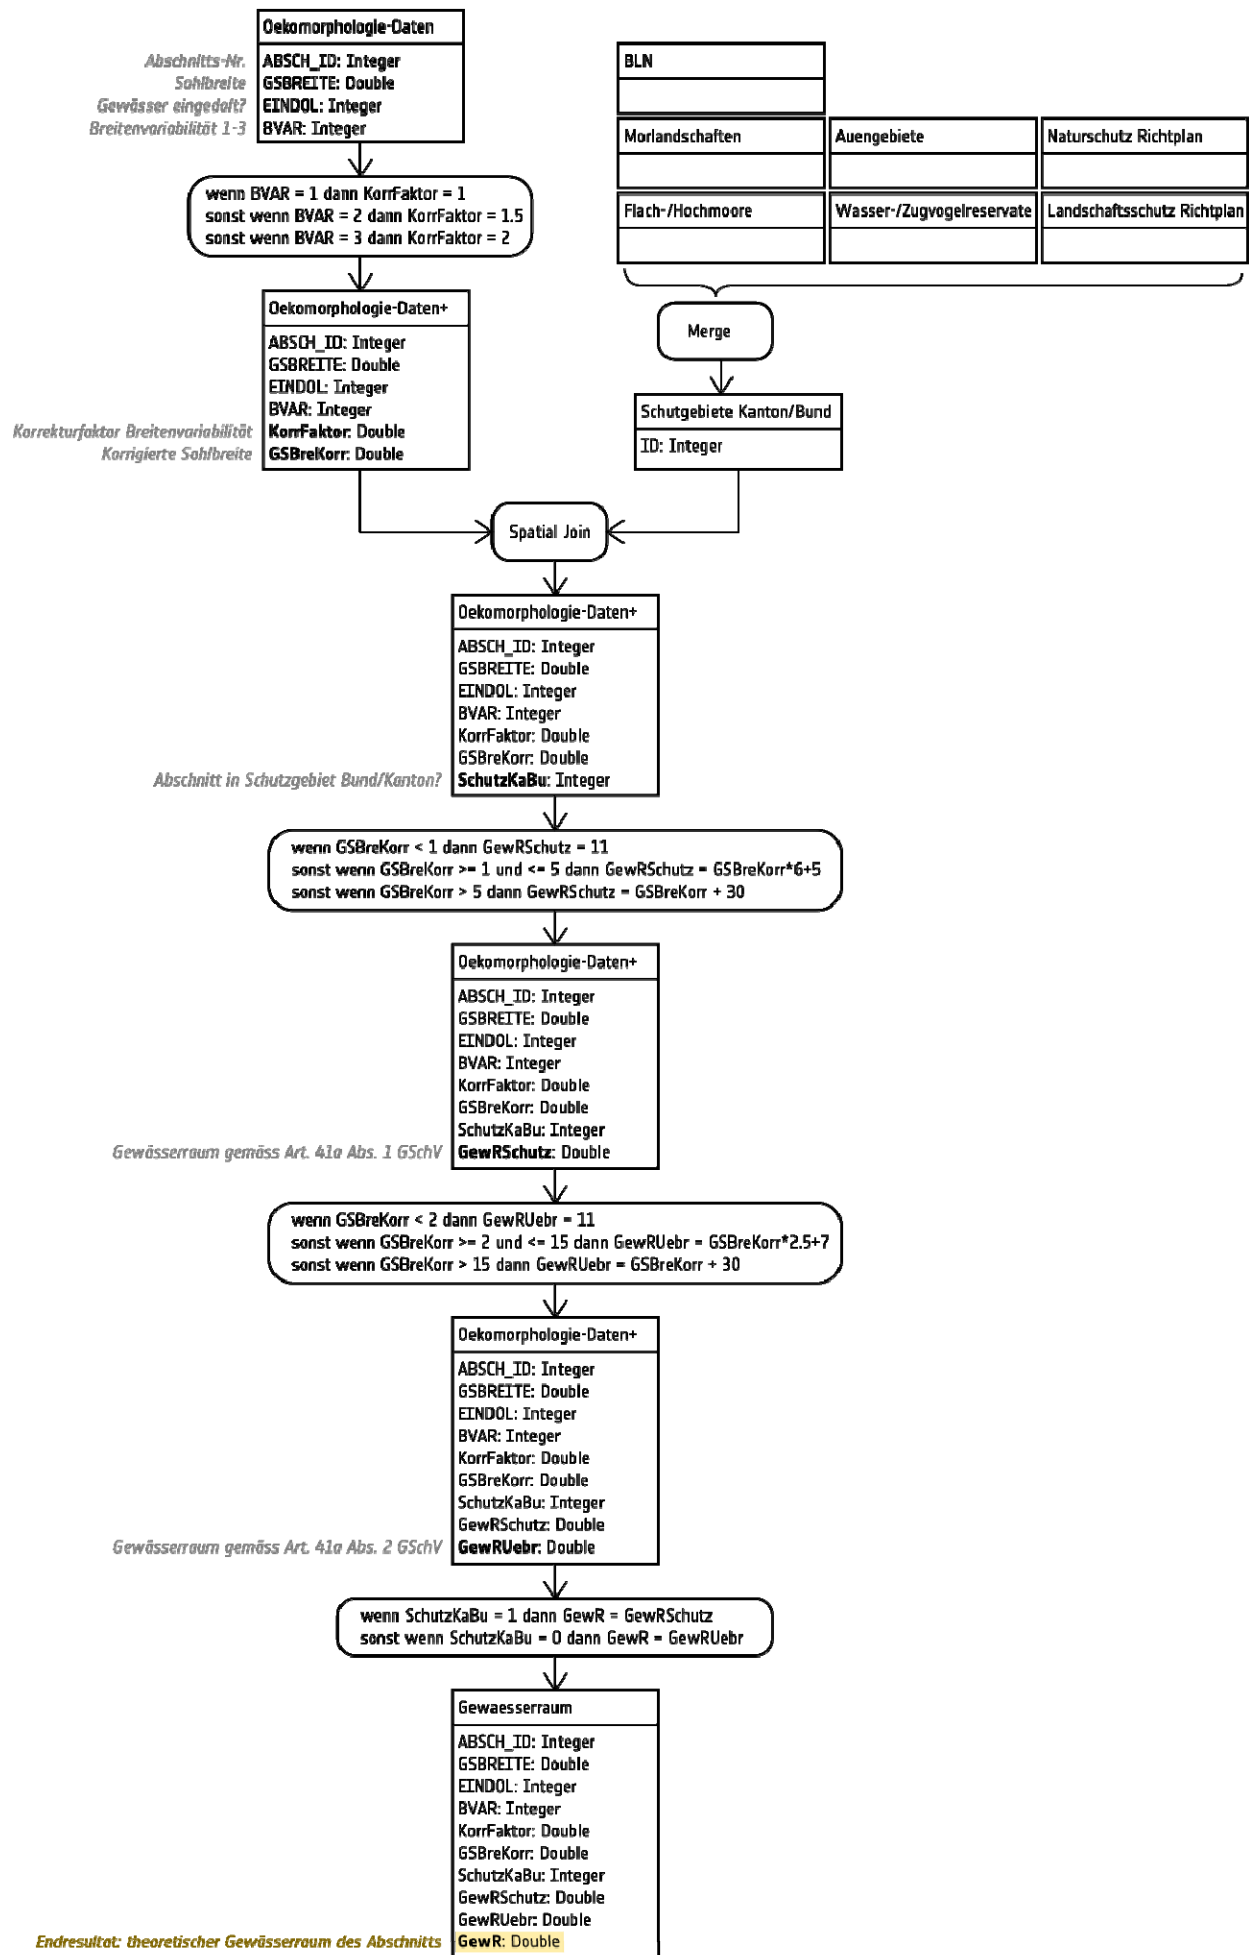 Oekomorphologie-Daten
Abschnitts-Nr.
ABSCH_ID: Integer
Sohlbreite
GSBREITE: Double
Gewässer eingedolt?
EINDOL: Integer
Breitenvariabilität 1-3
BVAR: Integer
wenn BVAR = 1 dann KorrFaktor = 1
sonst wenn BVAR = 2 dann KorrFaktor = 1.5
sonst wenn BVAR = 3 dann KorrFaktor = 2
BLN
Morlandschaften
Auengebiete
Naturschutz Richtplan
Flach-/Hochmoore
Wasser-/Zugvogelreservate
Landschaftsschutz Richtplan
Merge
Schutgebiete Kanton/Bund
ID: Integer
Oekomorphologie-Daten+
ABSCH_ID: Integer
GSBREITE: Double
EINDOL: Integer
BVAR: Integer
Korrekturfaktor Breitenvariabilität
KorrFaktor: Double
Korrigierte Sohlbreite
GSBreKorr: Double
Spatial Join
Oekomorphologie-Daten+
ABSCH_ID: Integer
GSBREITE: Double
EINDOL: Integer
BVAR: Integer
KorrFaktor: Double
GSBreKorr: Double
Abschnitt in Schutzgebiet Bund/Kanton?
SchutzKaBu: Integer
wenn GSBreKorr < 1 dann GewRSchutz = 11
sonst wenn GSBreKorr >= 1 und <= 5 dann GewRSchutz = GSBreKorr*6+5
sonst wenn GSBreKorr > 5 dann GewRSchutz = GSBreKorr + 30
Oekomorphologie-Daten+
ABSCH_ID: Integer
GSBREITE: Double
EINDOL: Integer
BVAR: Integer
KorrFaktor: Double
GSBreKorr: Double
SchutzKaBu: Integer
Gewässerraum gemäss Art. 41a Abs. 1 GSchV
GewRSchutz: Double
wenn GSBreKorr < 2 dann GewRUebr = 11
sonst wenn GSBreKorr >= 2 und <= 15 dann GewRUebr = GSBreKorr*2.5+7
sonst wenn GSBreKorr > 15 dann GewRUebr = GSBreKorr + 30
Oekomorphologie-Daten+
ABSCH_ID: Integer
GSBREITE: Double
EINDOL: Integer
BVAR: Integer
KorrFaktor: Double
GSBreKorr: Double
SchutzKaBu: Integer
GewRSchutz: Double
Gewässerraum gemäss Art. 41a Abs. 2 GSchV
GewRUebr: Double
wenn SchutzKaBu = 1 dann GewR = GewRSchutz
sonst wenn SchutzKaBu = 0 dann GewR = GewRUebr
Gewaesserraum
ABSCH_ID: Integer
GSBREITE: Double
EINDOL: Integer
BVAR: Integer
KorrFaktor: Double
GSBreKorr: Double
SchutzKaBu: Integer
GewRSchutz: Double
GewRUebr: Double
Endresultat: theoretischer Gewässerraum des Abschnitts
GewR: Double